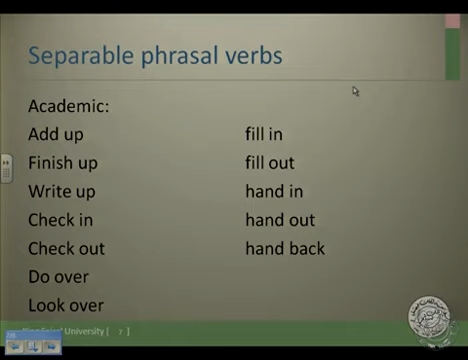 Separable phrasal verbs
Academic:
Add up
Finish up
Write up
Check in
Check out
Do over
Look over
fill in
fill out
hand in
hand out
hand back
University [ 7 ]